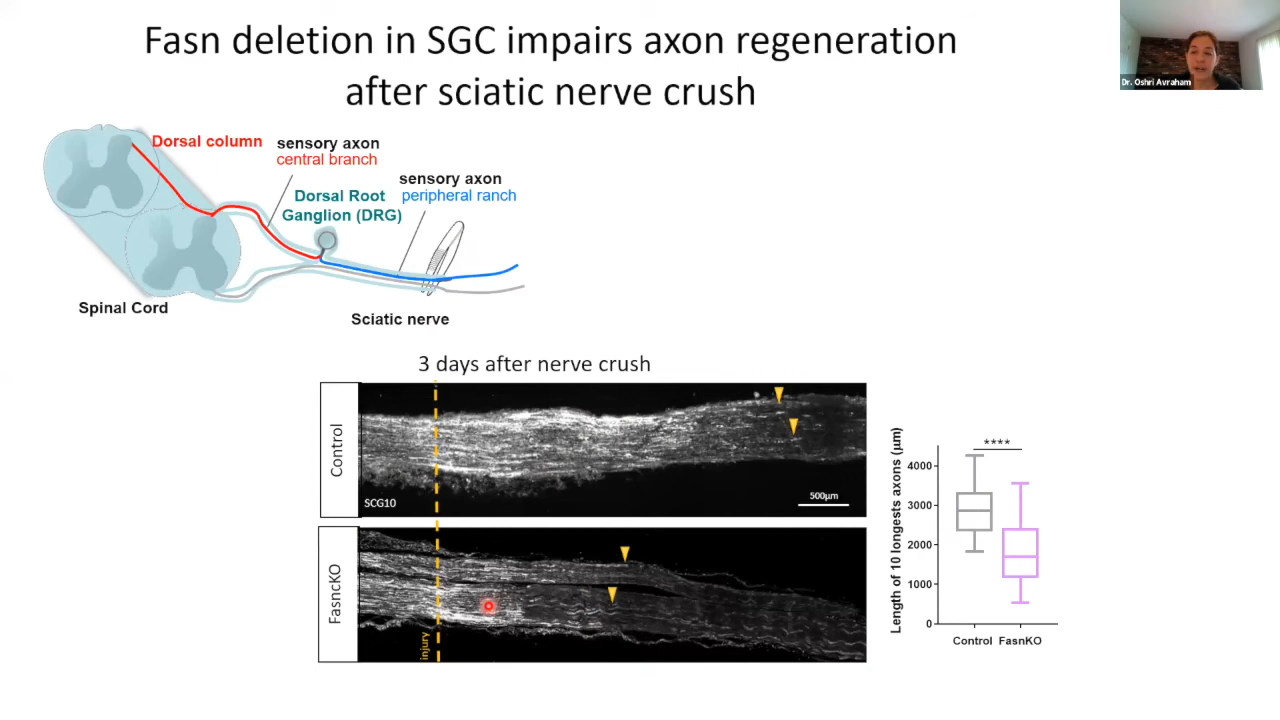 Fasn deletion in SGC impairs axon regeneration
after sciatic nerve crush
Dr. Oshri Avraham
Dorsal column
sensory axon
central branch
sensory axon
peripheral ranch
Dorsal Root
Ganglion (DRG)
Spinal Cord
Sciatic nerve
3 days after nerve crush
Control
SCG10
500µm
FasncKO
injury
Length of 10 longests axons (µm)
****
4000
3000
2000
1000
0
Control FasnKO